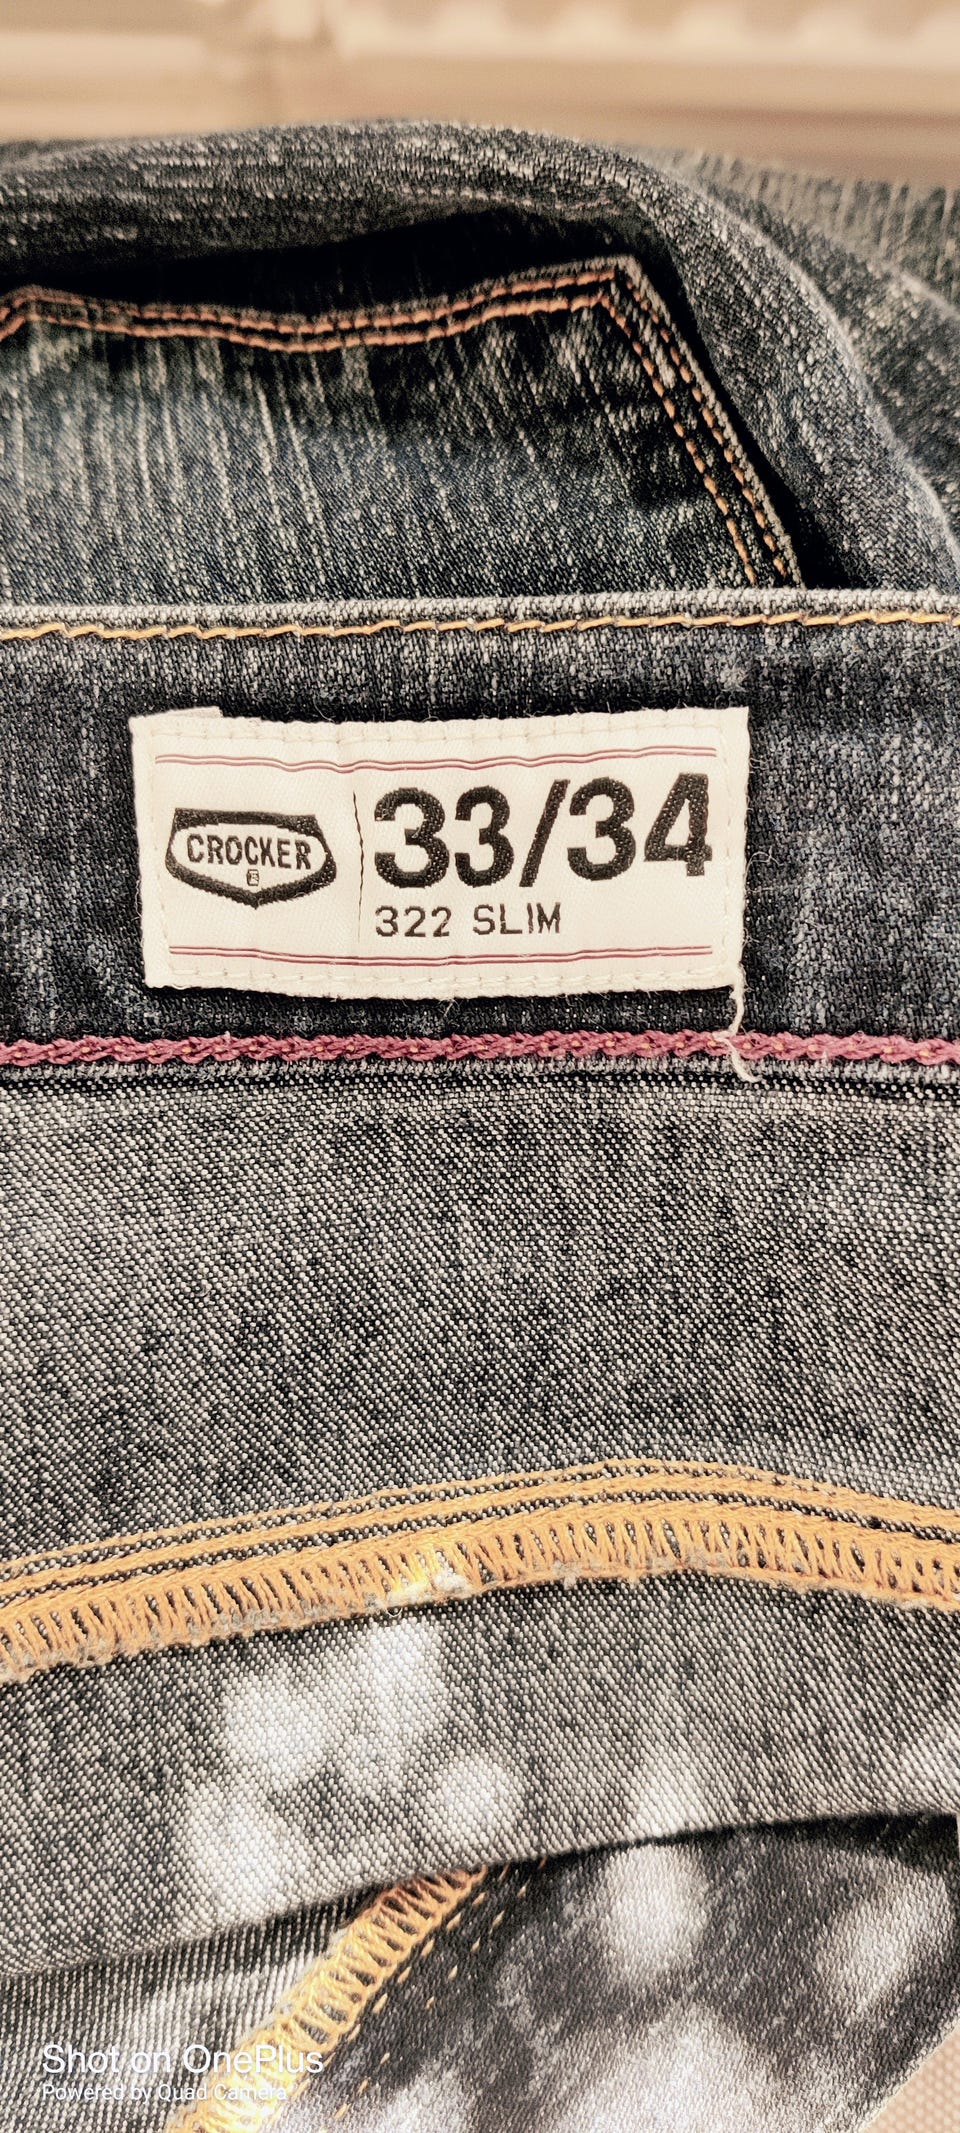 CROCKER
33/34
322 SLIM
Shot on OnePlus
Powered by Quad Camera